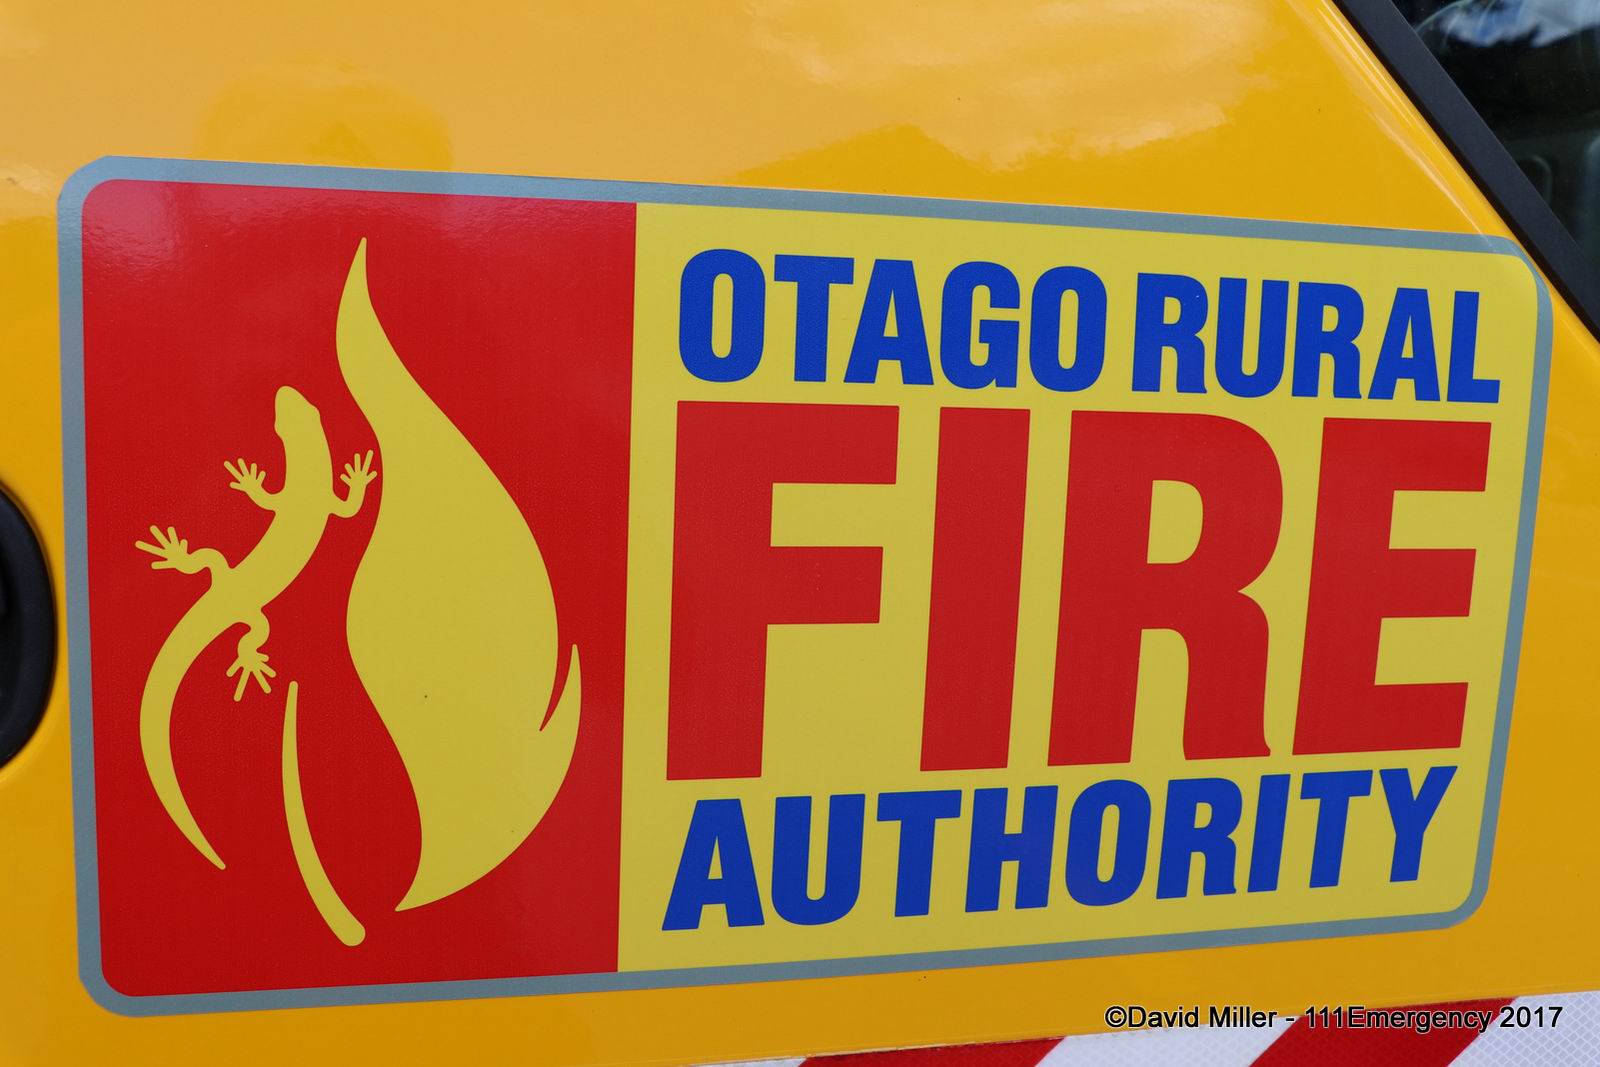 OTAGO RURAL
FIRE
AUTHORITY
©David Miller - 111Emergency 2017